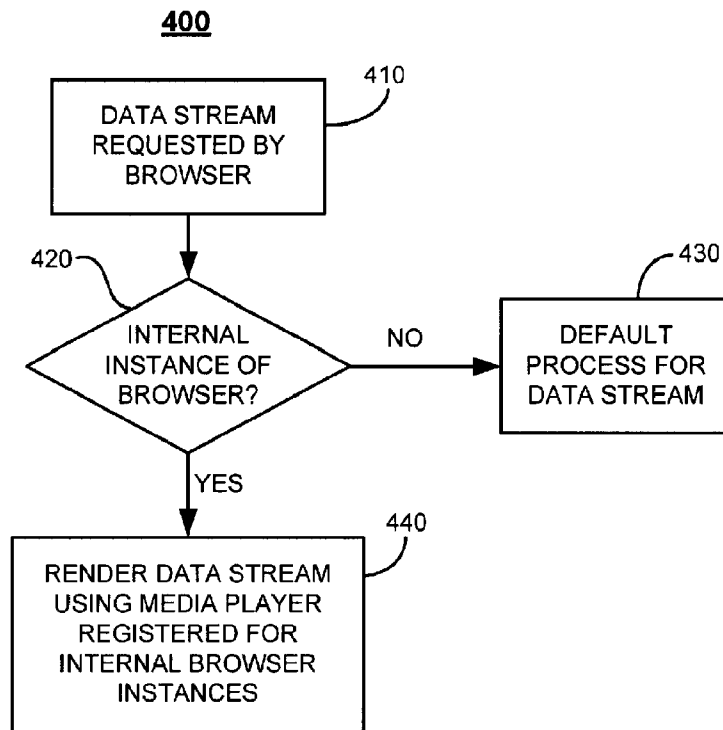 400
410
DATA STREAM
REQUESTED BY
BROWSER
420
INTERNAL
INSTANCE OF
BROWSER?
NO
430
DEFAULT
PROCESS FOR
DATA STREAM
YES
440
RENDER DATA STREAM
USING MEDIA PLAYER
REGISTERED FOR
INTERNAL BROWSER
INSTANCES